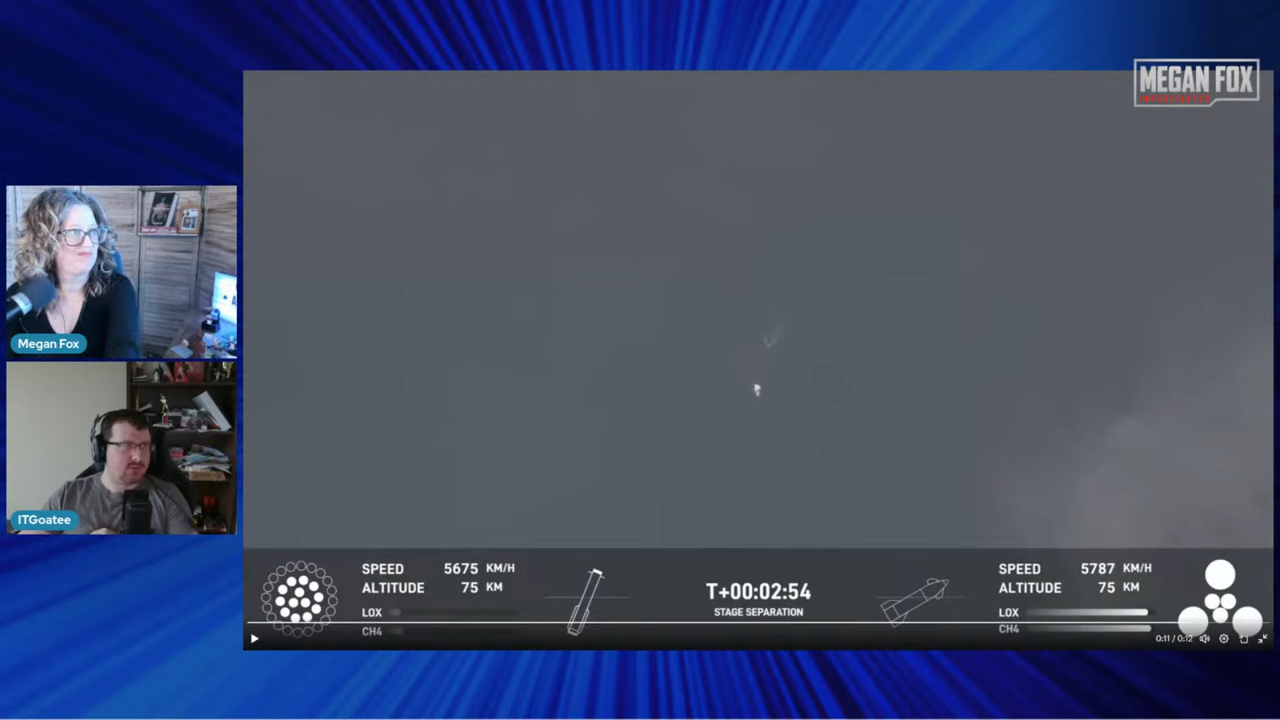 MEGAN FOX
INVESTIGATES
Megan Fox
ITGoatee
SPEED 5675 KM/H
ALTITUDE 75 KM
LOX
CH4
T+00:02:54
STAGE SEPARATION
SPEED 5787 KM/H
ALTITUDE 75 KM
LOX
CH4
0:11 / 0:12